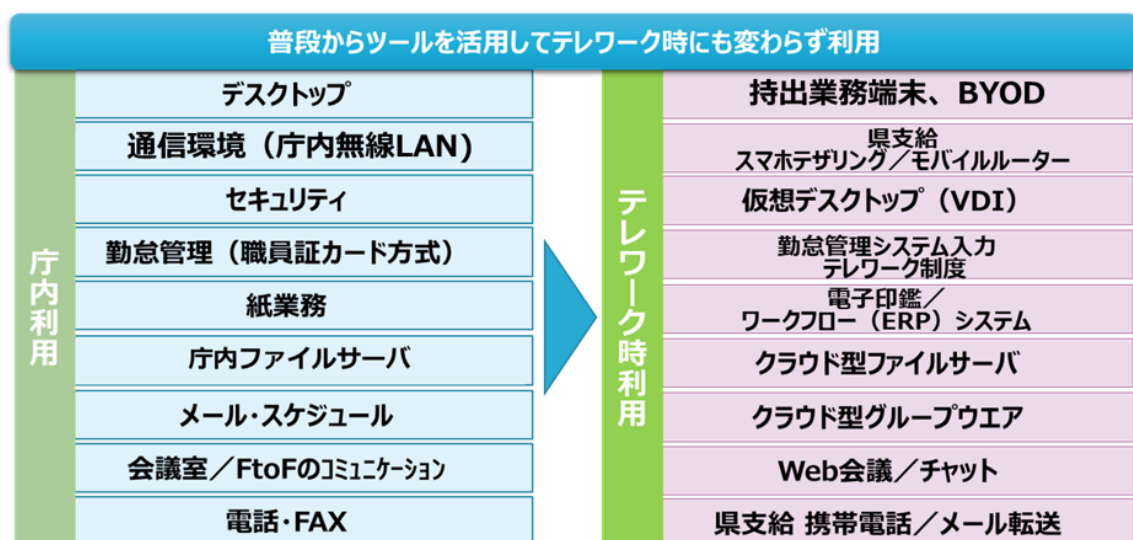 普段からツールを活用してテレワーク時にも変わらず利用
庁内利用
デスクトップ
通信環境（庁内無線LAN)
セキュリティ
勤怠管理（職員証カード方式）
紙業務
庁内ファイルサーバ
メール・スケジュール
会議室／FtoFのｺﾐｭﾆｹｰｼｮﾝ
電話・FAX
テレワーク時利用
持出業務端末、BYOD
県支給
スマホテザリング／モバイルルーター
仮想デスクトップ（VDI）
勤怠管理システム入力
テレワーク制度
電子印鑑／
ワークフロー（ERP）システム
クラウド型ファイルサーバ
クラウド型グループウエア
Web会議／チャット
県支給 携帯電話／メール転送